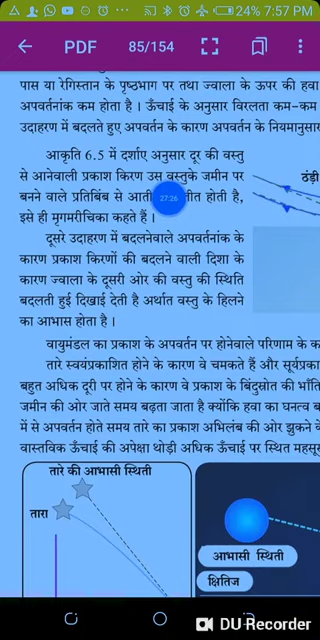 24% 7:57 PM
PDF 85/154
पास या रेगिस्तान के पृष्ठभाग पर तथा ज्वाला के ऊपर की हवा
अपवर्तनांक कम होता है । ऊँचाई के अनुसार विरलता कम-कम
उदाहरण में बदलते हुए अपवर्तन के कारण अपवर्तन के नियमानुसार
आकृति 6.5 में दर्शाए अनुसार दूर की वस्तु
से आनेवाली प्रकाश किरण उस वस्तुके जमीन पर
बनने वाले प्रतिबिंब से आती तीत होती है,
27:26
इसे ही मृगमरीचिका कहते हैं ।
ठंड़ी
दूसरे उदाहरण में बदलनेवाले अपवर्तनांक के
कारण प्रकाश किरणों की बदलने वाली दिशा के
कारण ज्वाला के दूसरी ओर की वस्तु की स्थिति
बदलती हुई दिखाई देती है अर्थात वस्तु के हिलने
का आभास होता है ।
वायुमंडल का प्रकाश के अपवर्तन पर होनेवाले परिणाम के क
तारे स्वयंप्रकाशित होने के कारण वे चमकते हैं और सूर्यप्रका
बहुत अधिक दूरी पर होने के कारण वे प्रकाश के बिंदुस्रोत की भाँति
जमीन की ओर जाते समय बढ़ता जाता है क्योंकि हवा का घनत्व ब
में से अपवर्तन होते समय तारे का प्रकाश अभिलंब की ओर झुकने के
वास्तविक ऊँचाई की अपेक्षा थोड़ी अधिक ऊँचाई पर स्थित महसूस
तारे की आभासी स्थिती
तारा
आभासी स्थिती
क्षितिज
DU Recorder